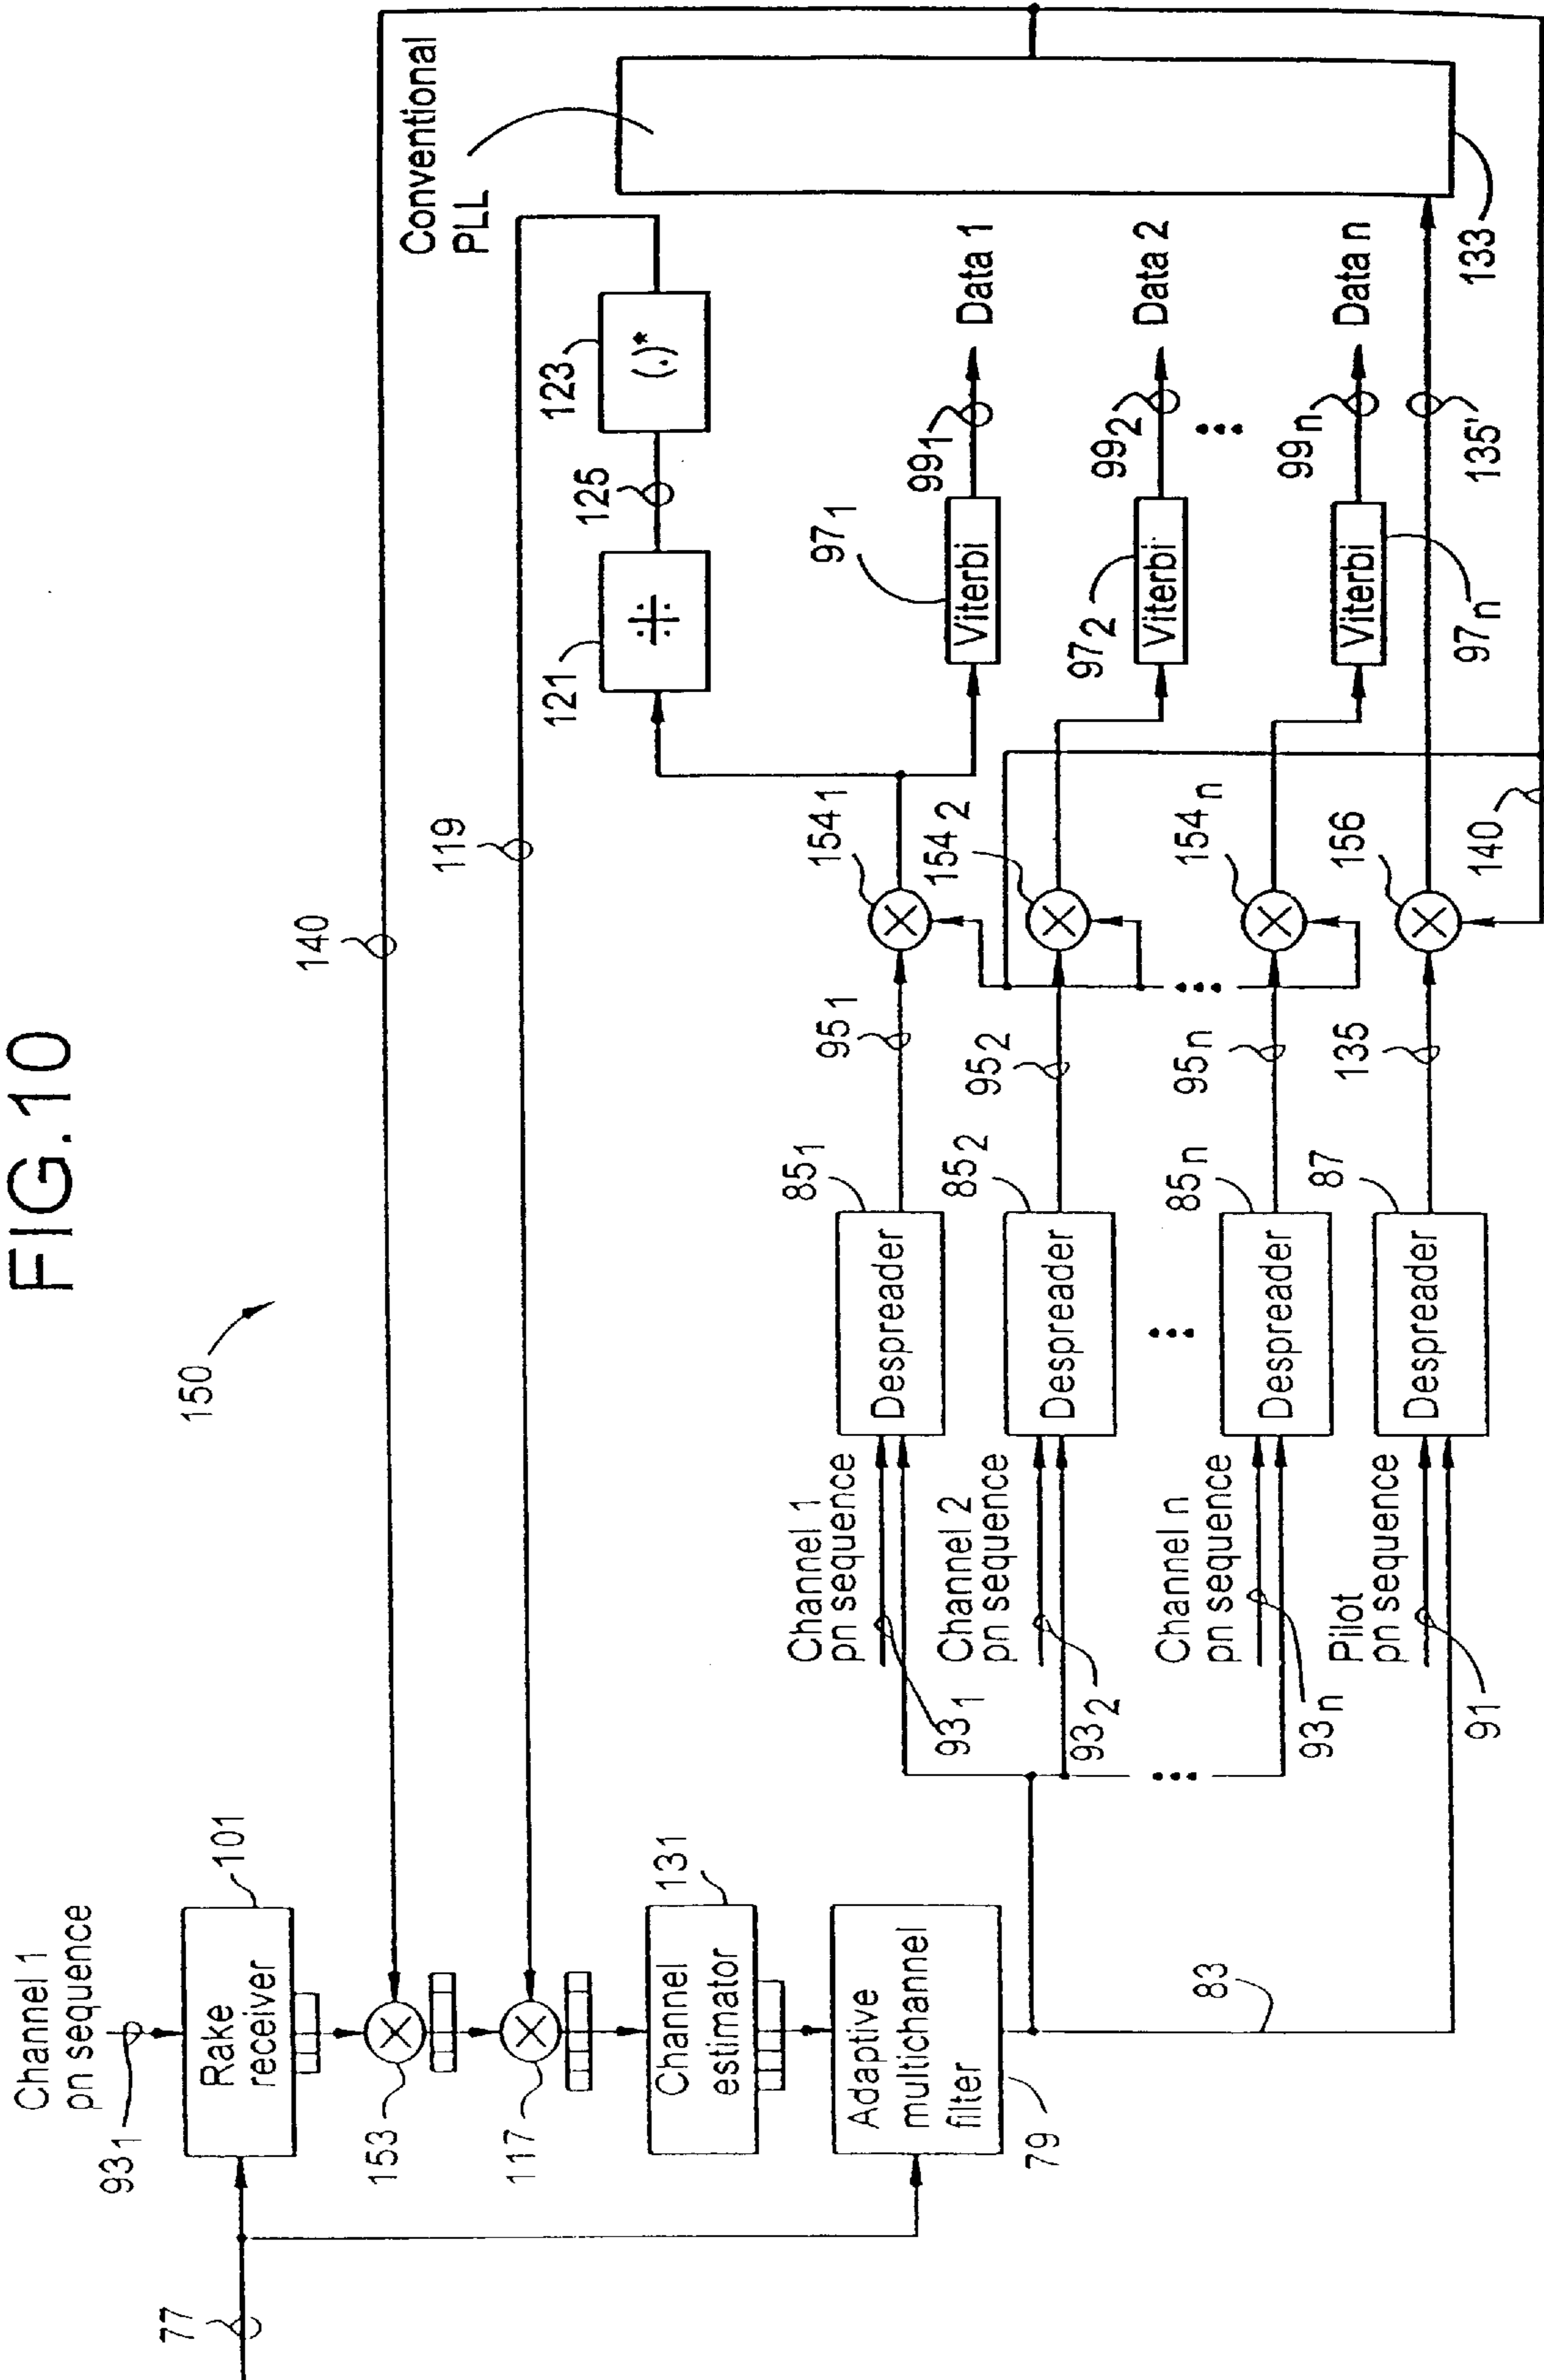 FIG.10
150
77
Channel 1
pn sequence
93₁
Rake
receiver
101
153
117
Channel
estimator
131
Adaptive
multichannel
filter
79
83
140
119
Channel 1
pn sequence
93₁
Channel 2
pn sequence
93₂
Channel n
pn sequence
93ₙ
Pilot
pn sequence
91
Despreader
85₁
Despreader
85₂
Despreader
85ₙ
Despreader
87
95₁
95₂
95ₙ
135
154₁
154₂
154ₙ
156
140
121
125
123
(.)*
Viterbi
97₁
Viterbi
97₂
Viterbi
97ₙ
99₁
99₂
99ₙ
Data 1
Data 2
Data n
135'
Conventional
PLL
133